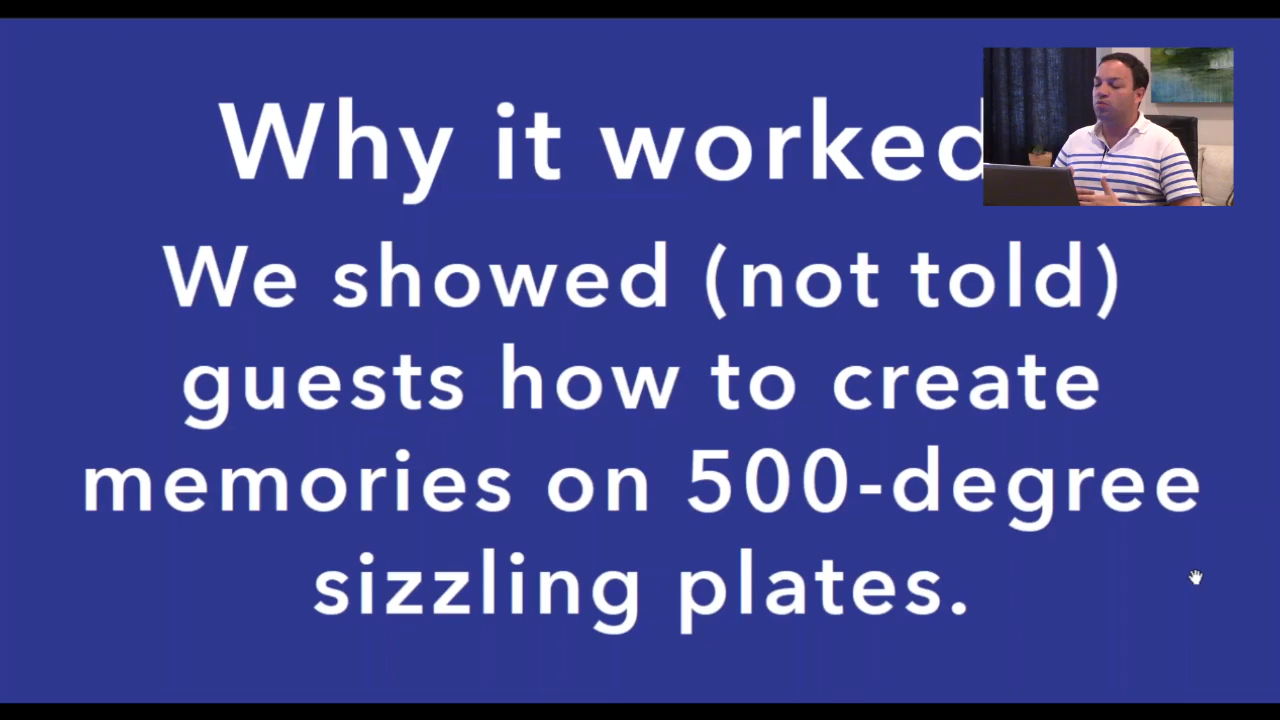 Why it worked
We showed (not told)
guests how to create
memories on 500-degree
sizzling plates.